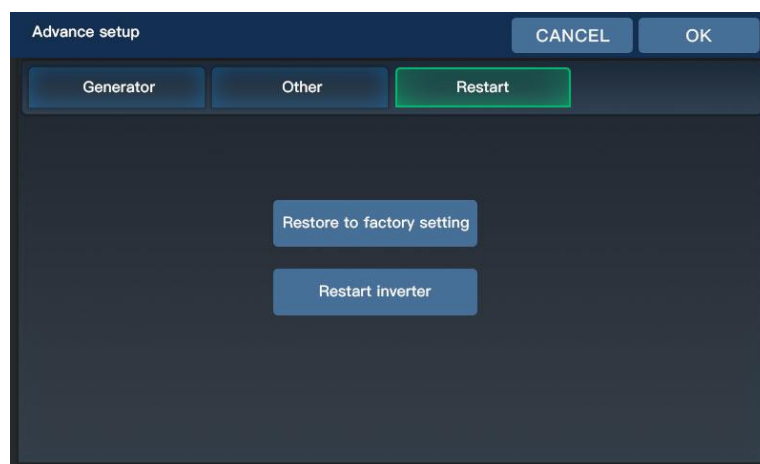 Advance setup
CANCEL
OK
Generator
Other
Restart
Restore to factory setting
Restart inverter